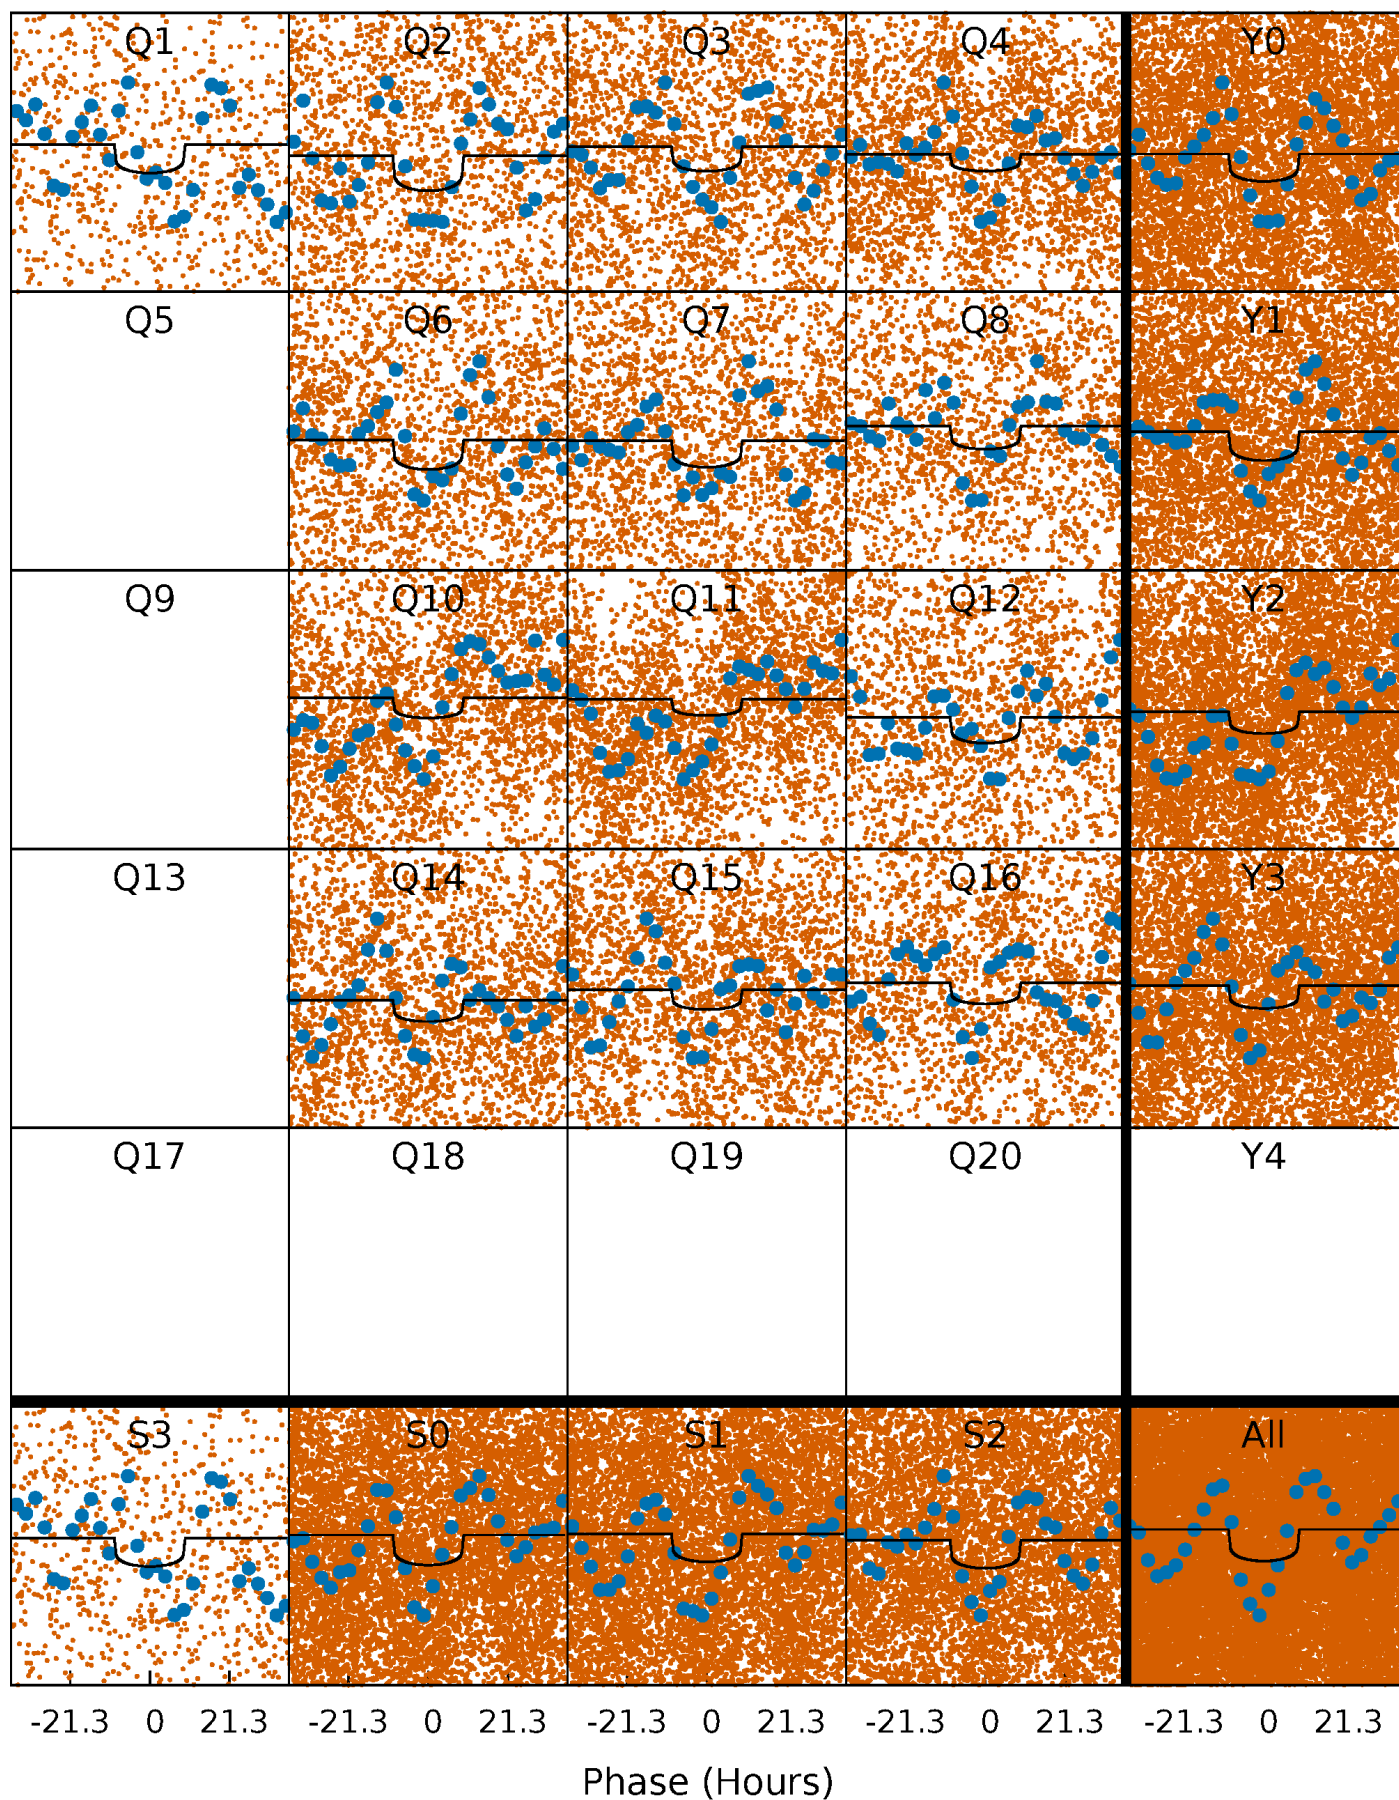 Q1 Q2 Q3 Q4 Y0
Q5 Q6 Q7 Q8 Y1
Q9 Q10 Q11 Q12 Y2
Q13 Q14 Q15 Q16 Y3
Q17 Q18 Q19 Q20 Y4
S3 S0 S1 S2 All
-21.3 0 21.3 -21.3 0 21.3 -21.3 0 21.3 -21.3 0 21.3 -21.3 0 21.3
Phase (Hours)